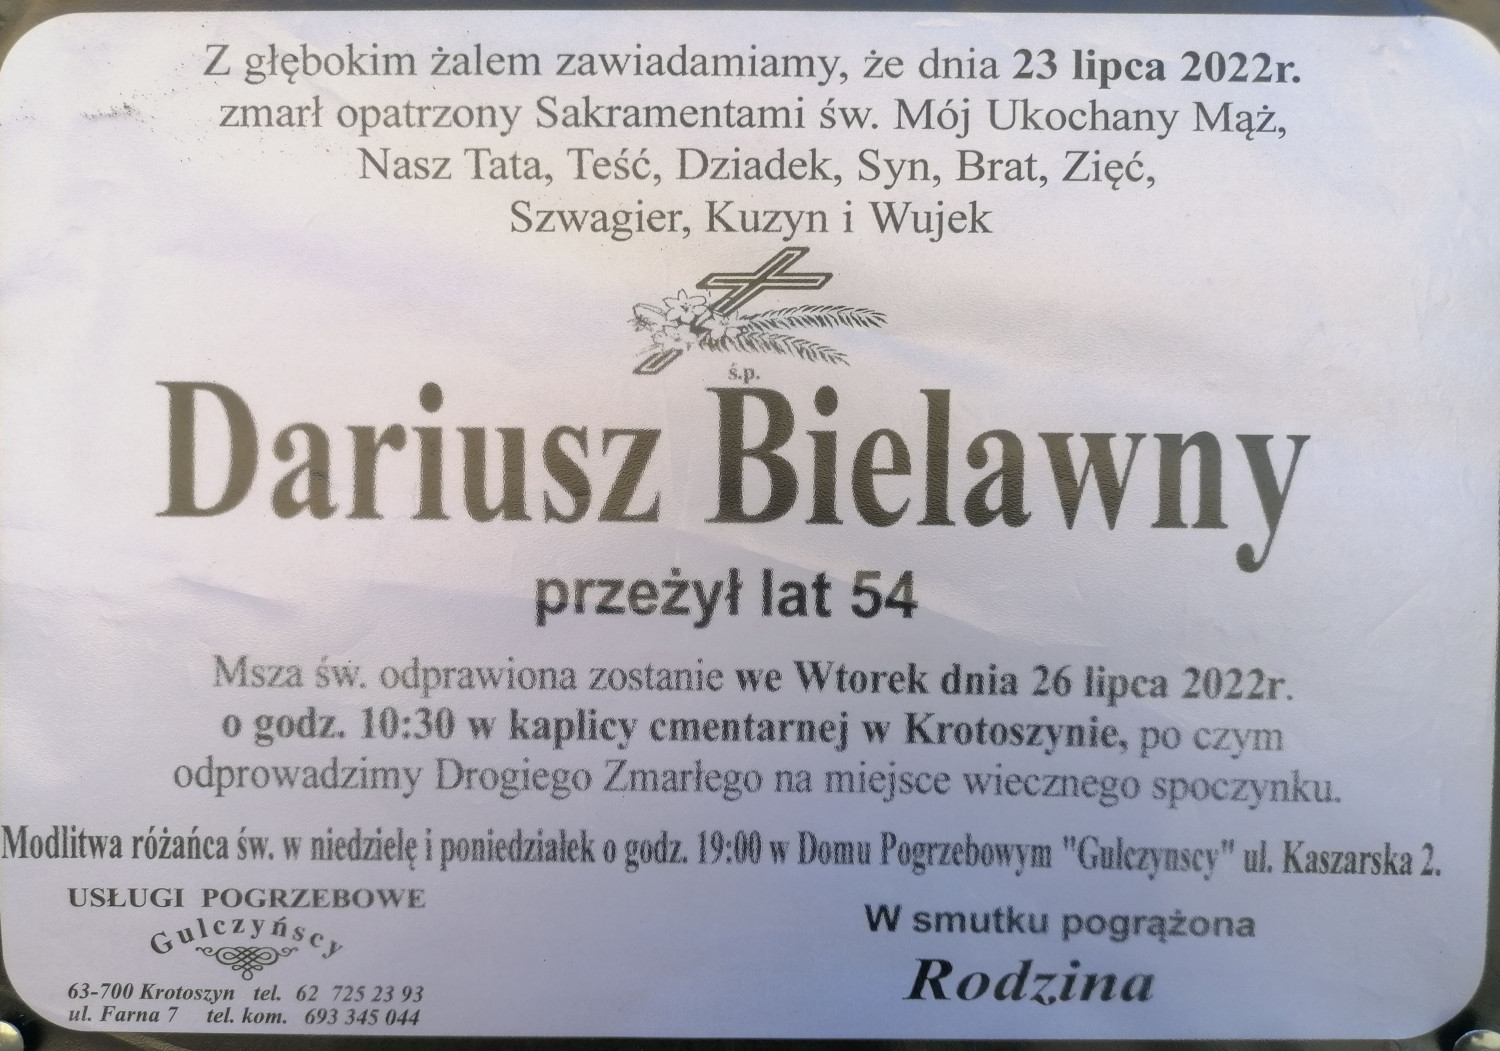 Z głębokim żalem zawiadamiamy, że dnia 23 lipca 2022r.
zmarł opatrzony Sakramentami św. Mój Ukochany Mąż,
Nasz Tata, Teść, Dziadek, Syn, Brat, Zięć,
Szwagier, Kuzyn i Wujek
ś.p.
Dariusz Bielawny
przeżył lat 54
Msza św. odprawiona zostanie we Wtorek dnia 26 lipca 2022r.
o godz. 10:30 w kaplicy cmentarnej w Krotoszynie, po czym
odprowadzimy Drogiego Zmarłego na miejsce wiecznego spoczynku.
Modlitwa różańca św. w niedzielę i poniedziałek o godz. 19:00 w Domu Pogrzebowym "Gulczynscy" ul. Kaszarska 2.
USŁUGI POGRZEBOWE
Gulczyńscy
63-700 Krotoszyn tel. 62 725 23 93
ul. Farna 7 tel. kom. 693 345 044
W smutku pogrążona
Rodzina